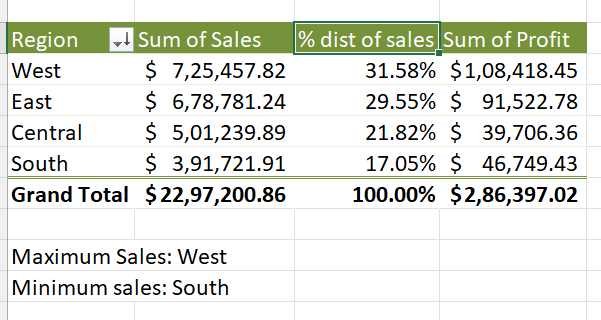 Region Sum of Sales % dist of sales Sum of Profit
West $ 7,25,457.82 31.58% $1,08,418.45
East $ 6,78,781.24 29.55% $ 91,522.78
Central $ 5,01,239.89 21.82% $ 39,706.36
South $ 3,91,721.91 17.05% $ 46,749.43
Grand Total $22,97,200.86 100.00% $2,86,397.02
Maximum Sales: West
Minimum sales: South